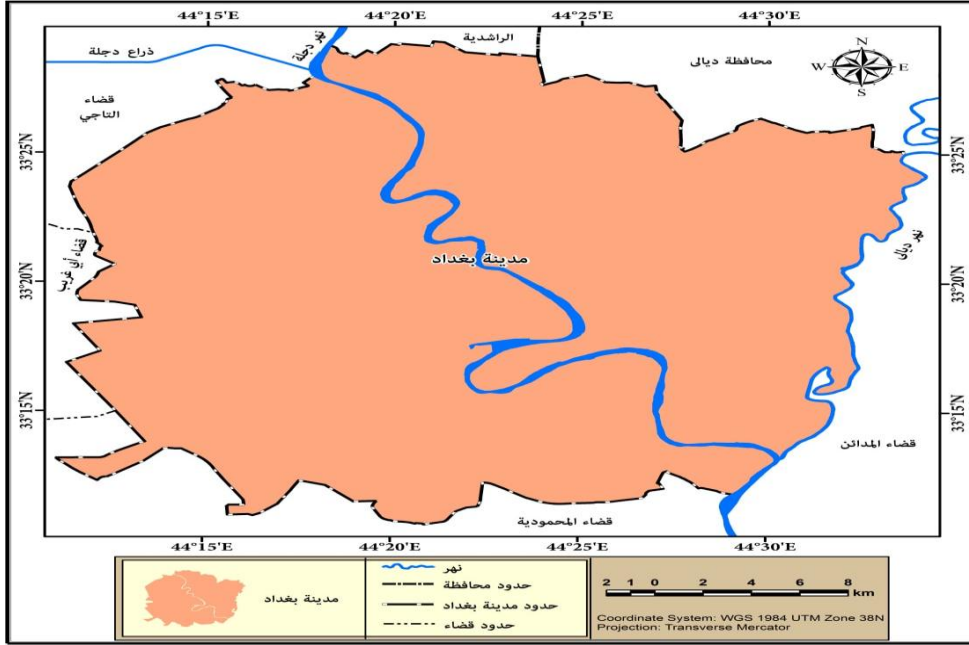 44°15'E 44°20'E 44°25'E 44°30'E
ذراع دجلة
نهر دجلة
الراشدية
محافظة ديالى
N
W E
S
قضاء
التاجي
33°25'N 33°25'N
قضاء أبي غريب
نهر ديالى
مدينة بغداد
33°20'N 33°20'N
33°15'N 33°15'N
قضاء المدائن
قضاء المحمودية
44°15'E 44°20'E 44°25'E 44°30'E
مدينة بغداد
نهر
حدود محافظة
حدود مدينة بغداد
حدود قضاء
2 1 0 2 4 6 8
km
Coordinate System: WGS 1984 UTM Zone 38N
Projection: Transverse Mercator